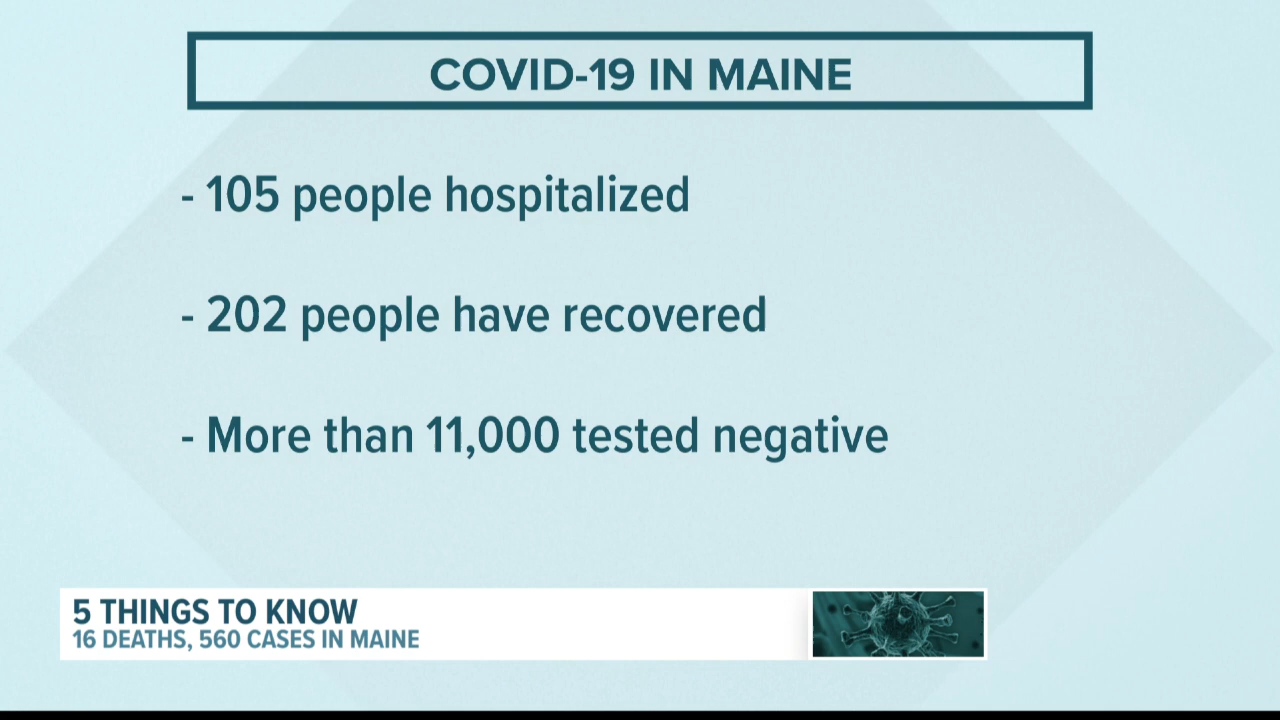 COVID-19 IN MAINE
- 105 people hospitalized
- 202 people have recovered
- More than 11,000 tested negative
5 THINGS TO KNOW
16 DEATHS, 560 CASES IN MAINE